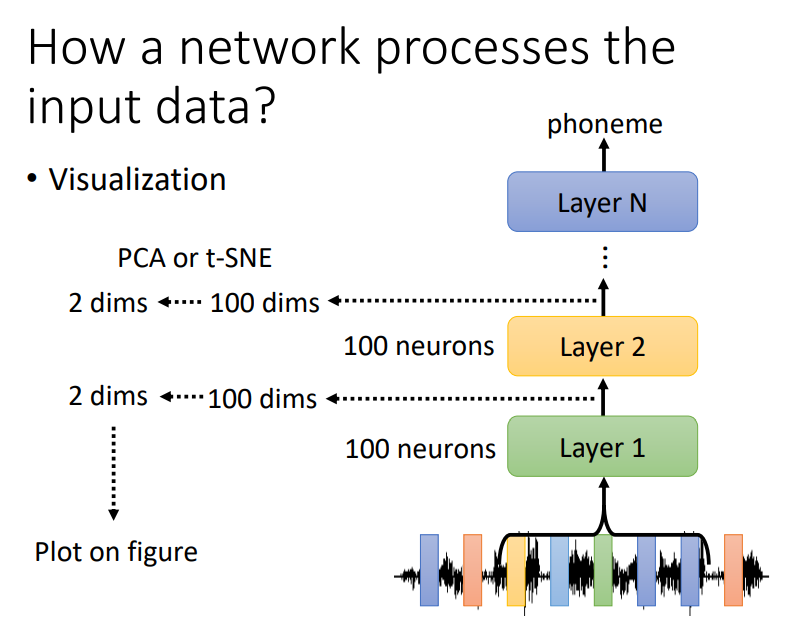 How a network processes the
input data?
• Visualization
phoneme
Layer N
⋮
PCA or t-SNE
2 dims 100 dims
100 neurons Layer 2
2 dims 100 dims
100 neurons Layer 1
Plot on figure